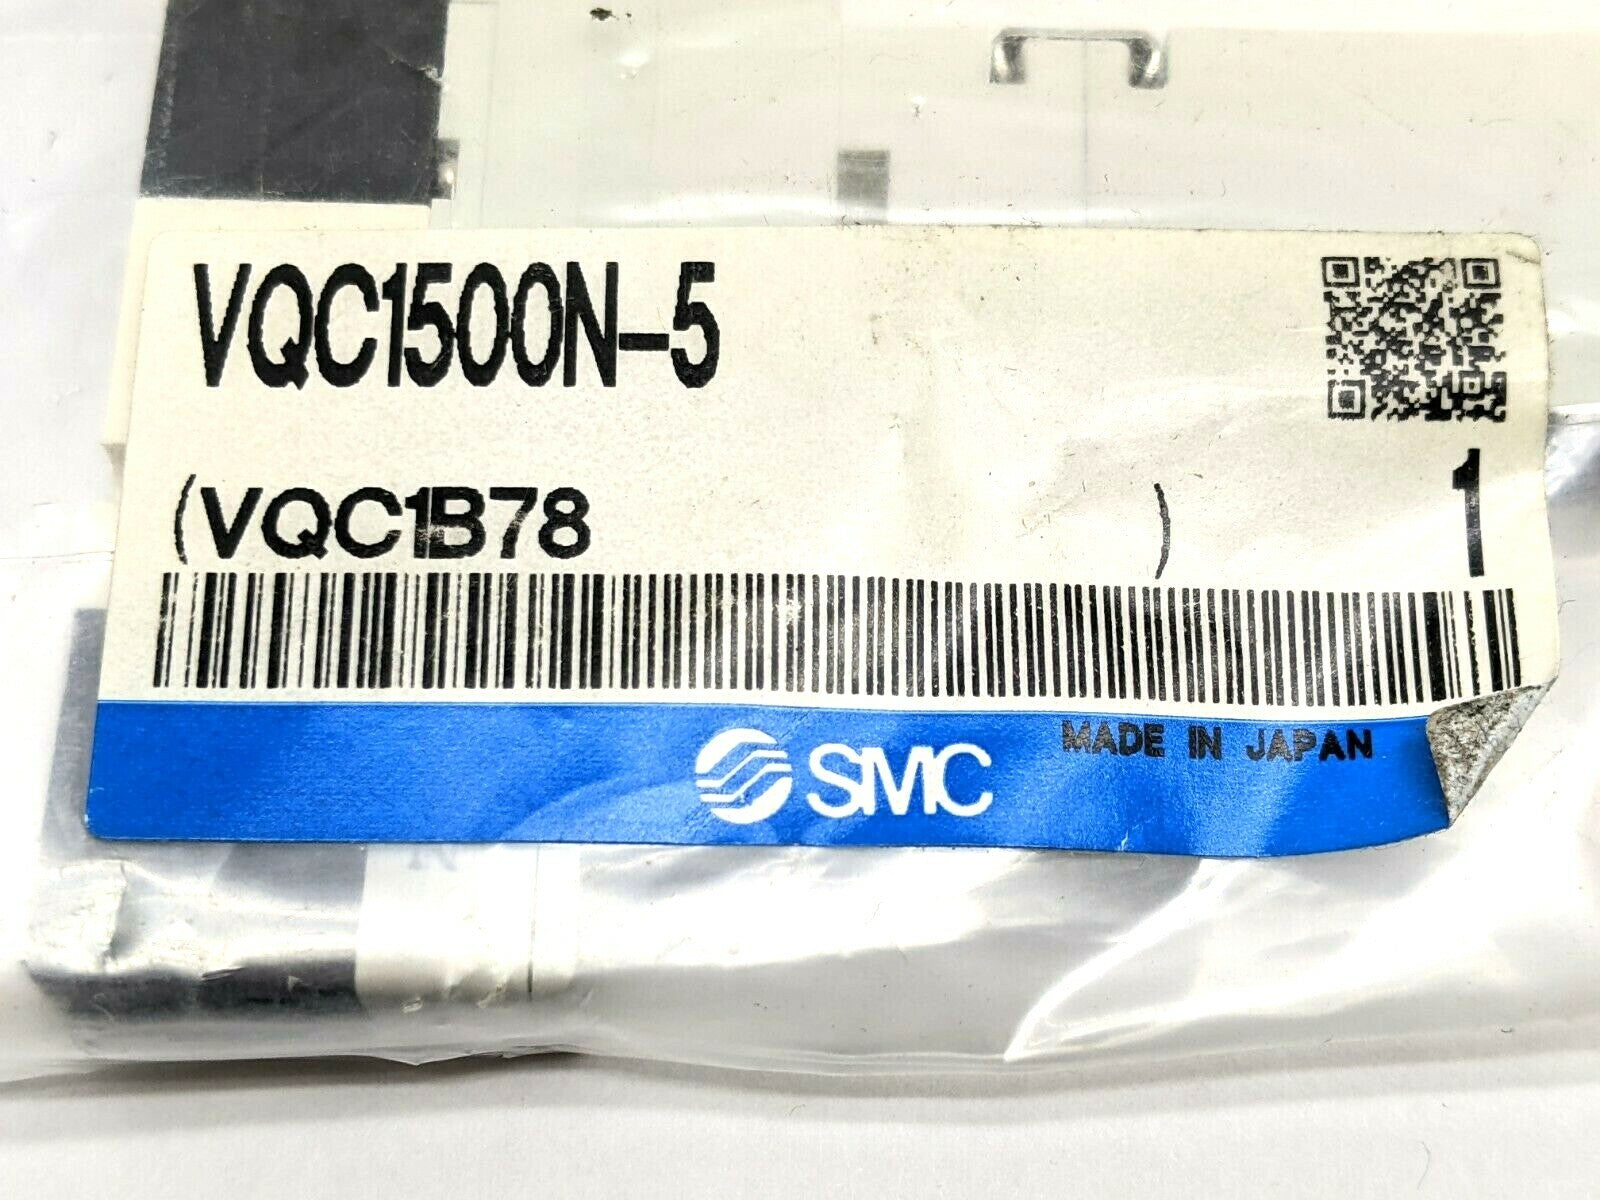 VQC1500N-5
(VQC1B78 ) 1
MADE IN JAPAN
SMC